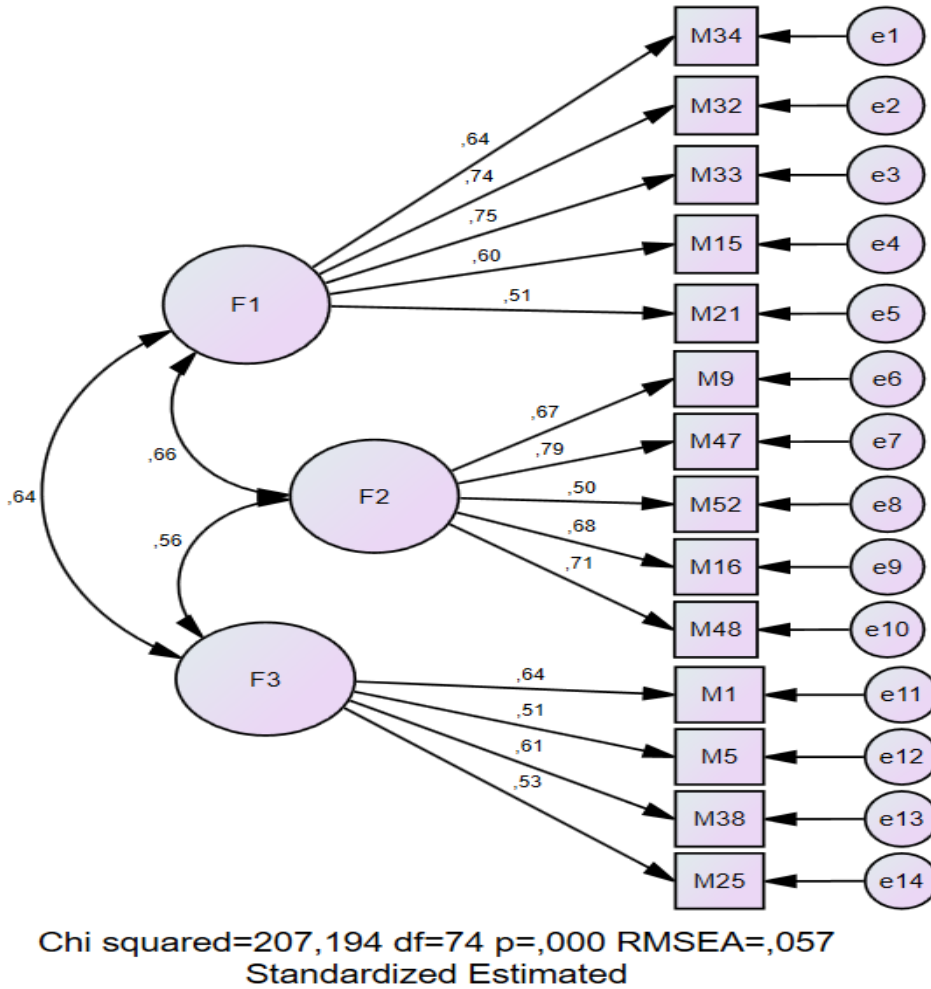 M34 e1
M32 e2
,64
,74
M33 e3
,75
M15 e4
,60
,51
F1 M21 e5
M9 e6
,67
,79
M47 e7
,66
,64
,50
F2 M52 e8
,56
,68
M16 e9
,71
M48 e10
F3
,64
M1 e11
,51
,61
M5 e12
,53
M38 e13
M25 e14
Chi squared=207,194 df=74 p=,000 RMSEA=,057
Standardized Estimated